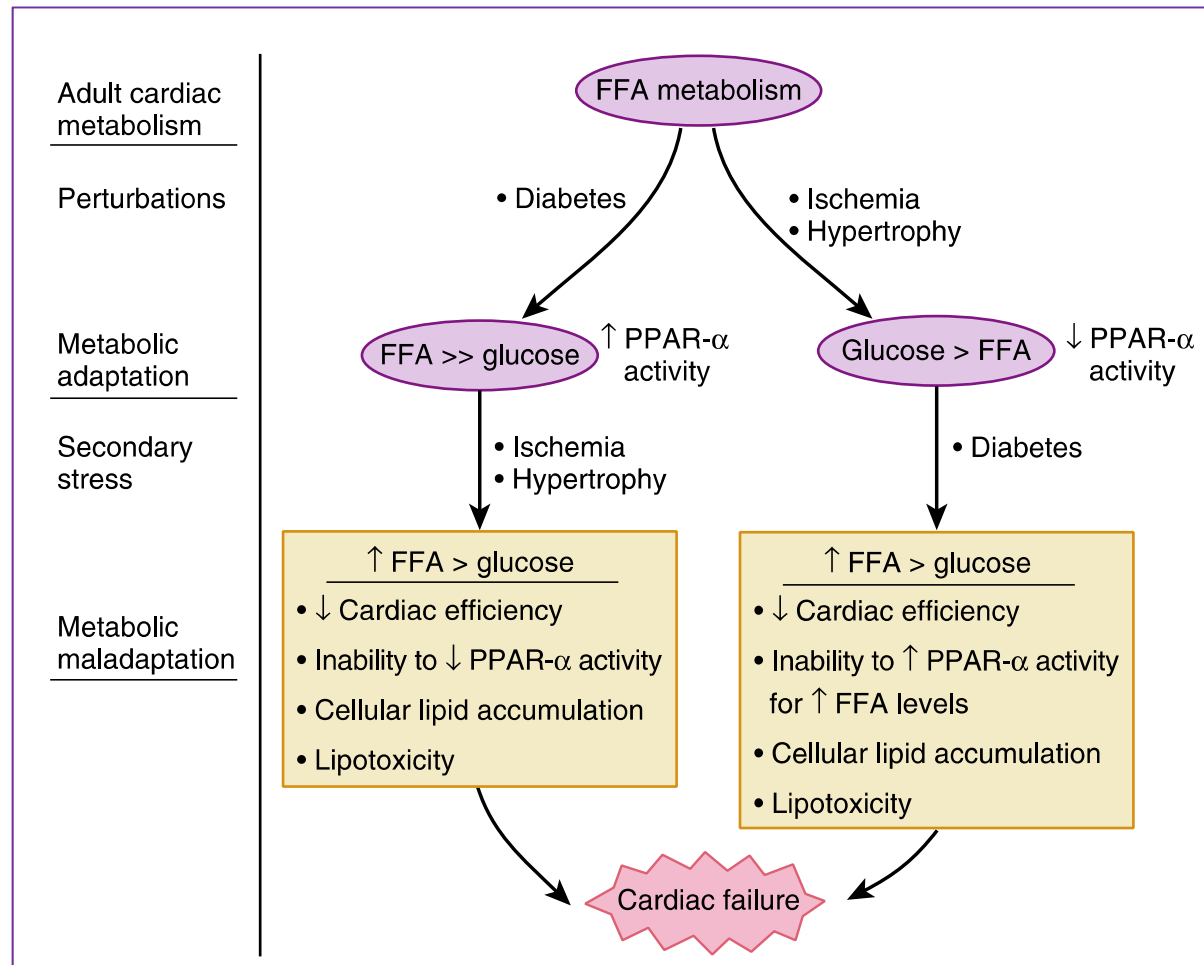 Adult cardiac
metabolism
FFA metabolism
Perturbations
• Diabetes
• Ischemia
• Hypertrophy
Metabolic
adaptation
FFA >> glucose
↑ PPAR-α
activity
Glucose > FFA
↓ PPAR-α
activity
Secondary
stress
• Ischemia
• Hypertrophy
• Diabetes
Metabolic
maladaptation
↑ FFA > glucose
• ↓ Cardiac efficiency
• Inability to ↓ PPAR-α activity
• Cellular lipid accumulation
• Lipotoxicity
↑ FFA > glucose
• ↓ Cardiac efficiency
• Inability to ↑ PPAR-α activity
for ↑ FFA levels
• Cellular lipid accumulation
• Lipotoxicity
Cardiac failure